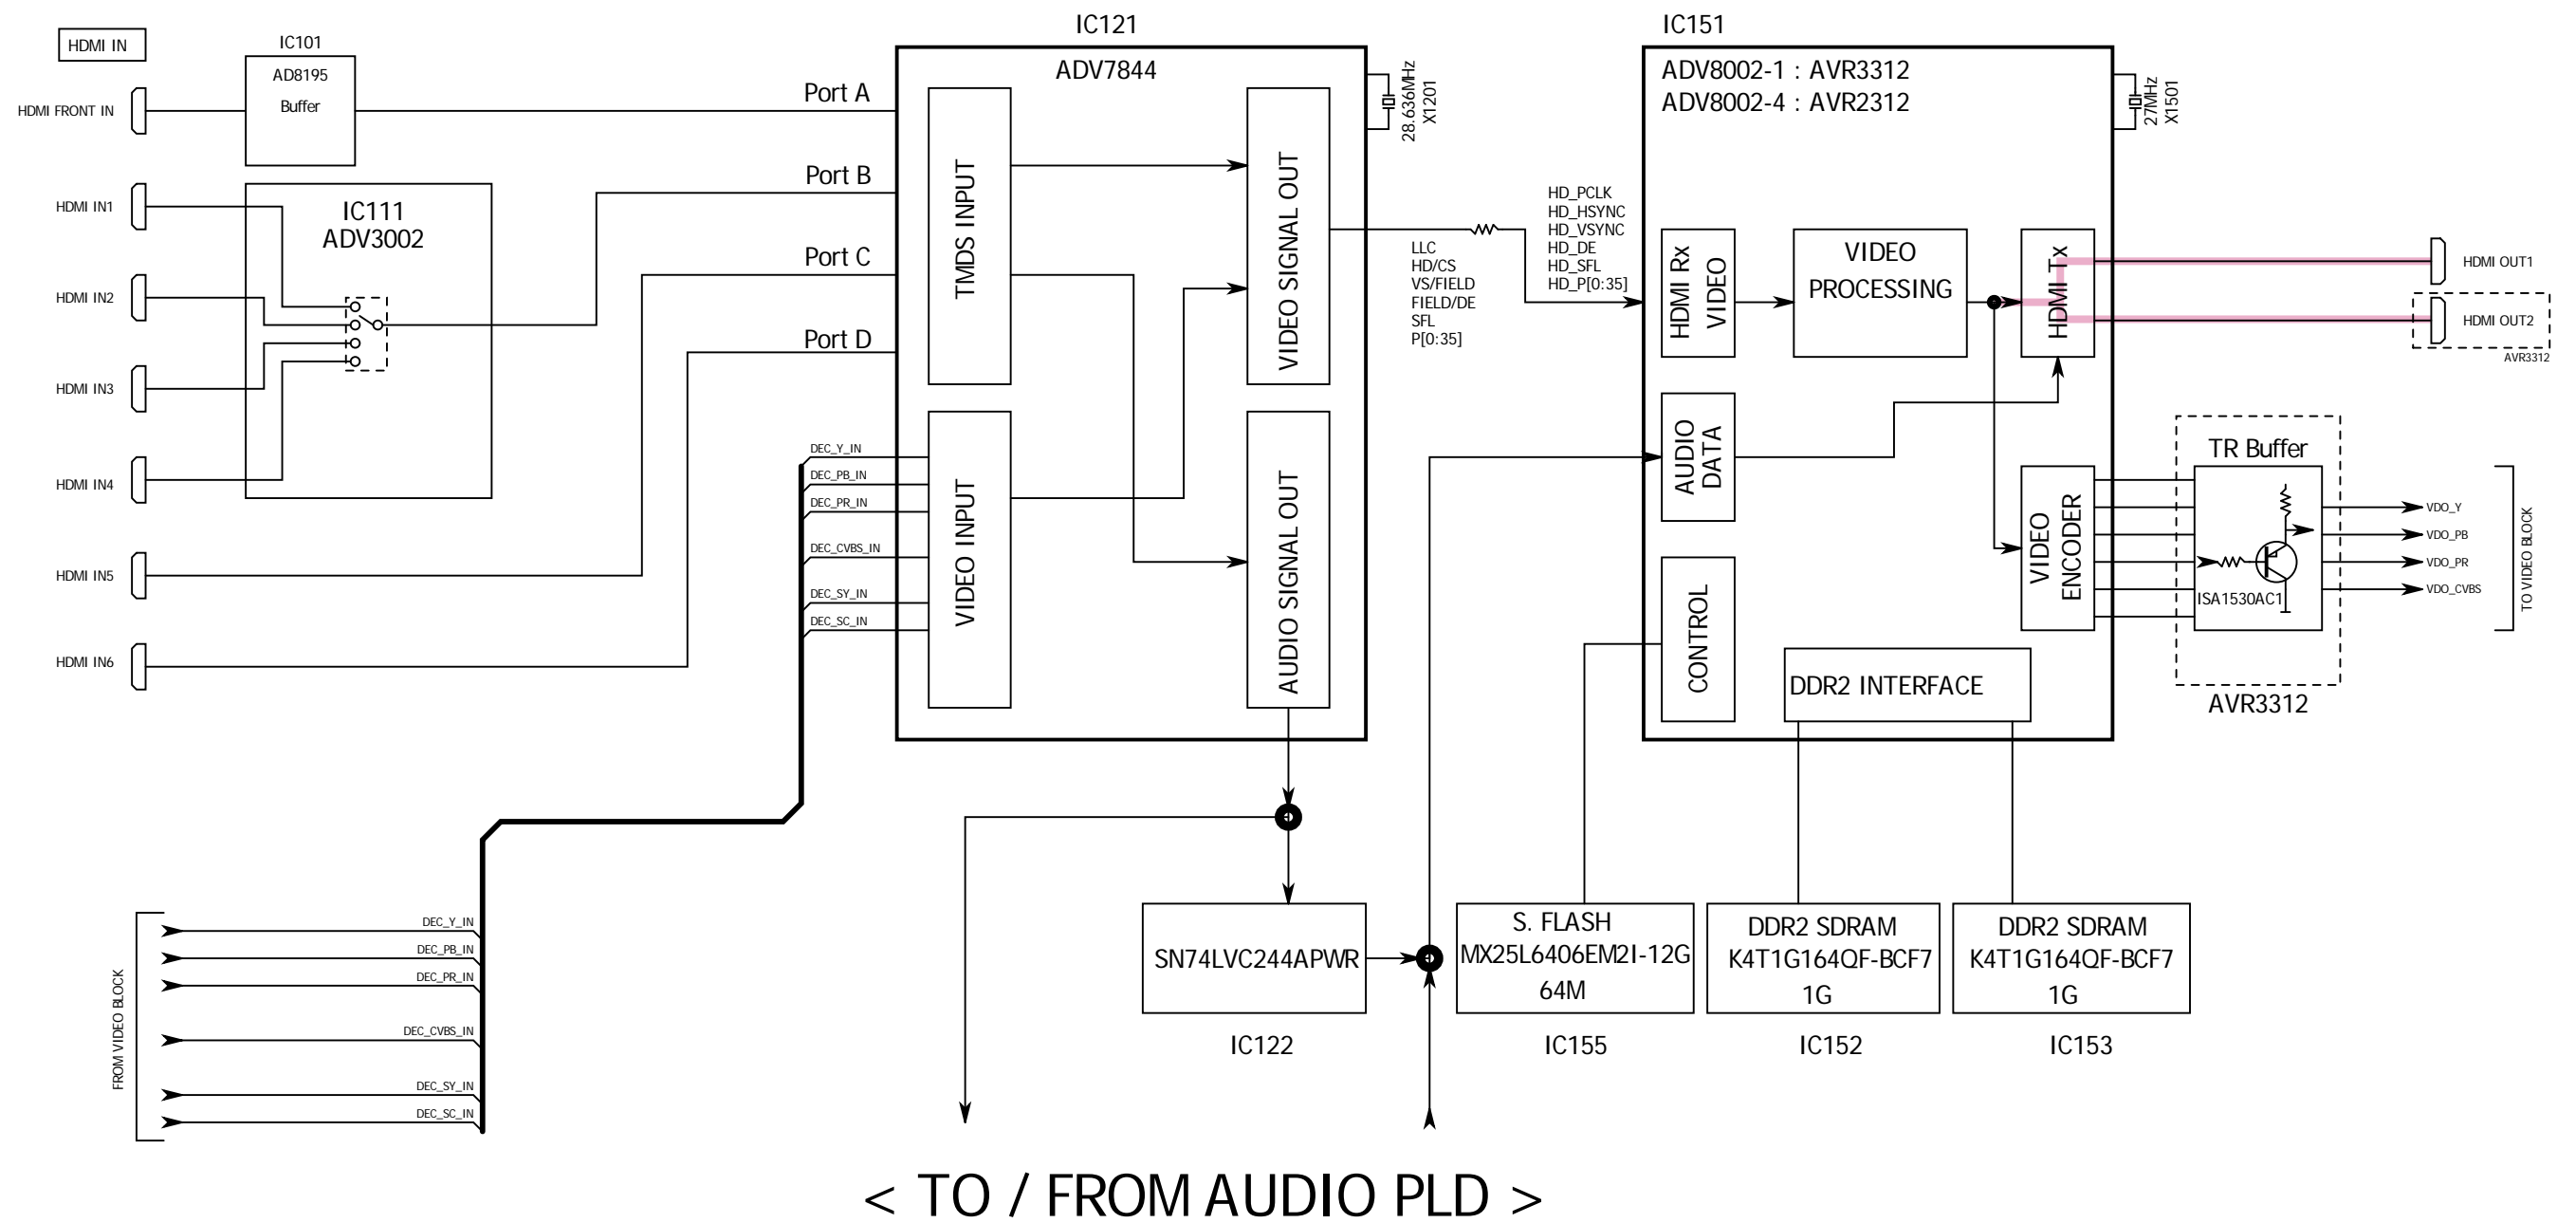 HDMI IN
IC101
AD8195
Buffer
HDMI FRONT IN
HDMI IN1
HDMI IN2
HDMI IN3
HDMI IN4
HDMI IN5
HDMI IN6
IC111
ADV3002
Port A
Port B
Port C
Port D
IC121
ADV7844
TMDS INPUT
VIDEO INPUT
VIDEO SIGNAL OUT
AUDIO SIGNAL OUT
28.636MHz
X1201
DEC_Y_IN
DEC_PB_IN
DEC_PR_IN
DEC_CVBS_IN
DEC_SY_IN
DEC_SC_IN
LLC
HD/CS
VS/FIELD
FIELD/DE
SFL
P[0:35]
HD_PCLK
HD_HSYNC
HD_VSYNC
HD_DE
HD_SFL
HD_P[0:35]
IC151
ADV8002-1 : AVR3312
ADV8002-4 : AVR2312
27MHz
X1501
HDMI Rx
VIDEO
VIDEO
PROCESSING
HDMI Tx
AUDIO
DATA
CONTROL
VIDEO
ENCODER
DDR2 INTERFACE
HDMI OUT1
HDMI OUT2
AVR3312
TR Buffer
ISA1530AC1
AVR3312
VDO_Y
VDO_PB
VDO_PR
VDO_CVBS
TO VIDEO BLOCK
FROM VIDEO BLOCK
DEC_Y_IN
DEC_PB_IN
DEC_PR_IN
DEC_CVBS_IN
DEC_SY_IN
DEC_SC_IN
SN74LVC244APWR
IC122
S. FLASH
MX25L6406EM2I-12G
64M
IC155
DDR2 SDRAM
K4T1G164QF-BCF7
1G
IC152
DDR2 SDRAM
K4T1G164QF-BCF7
1G
IC153
< TO / FROM AUDIO PLD >